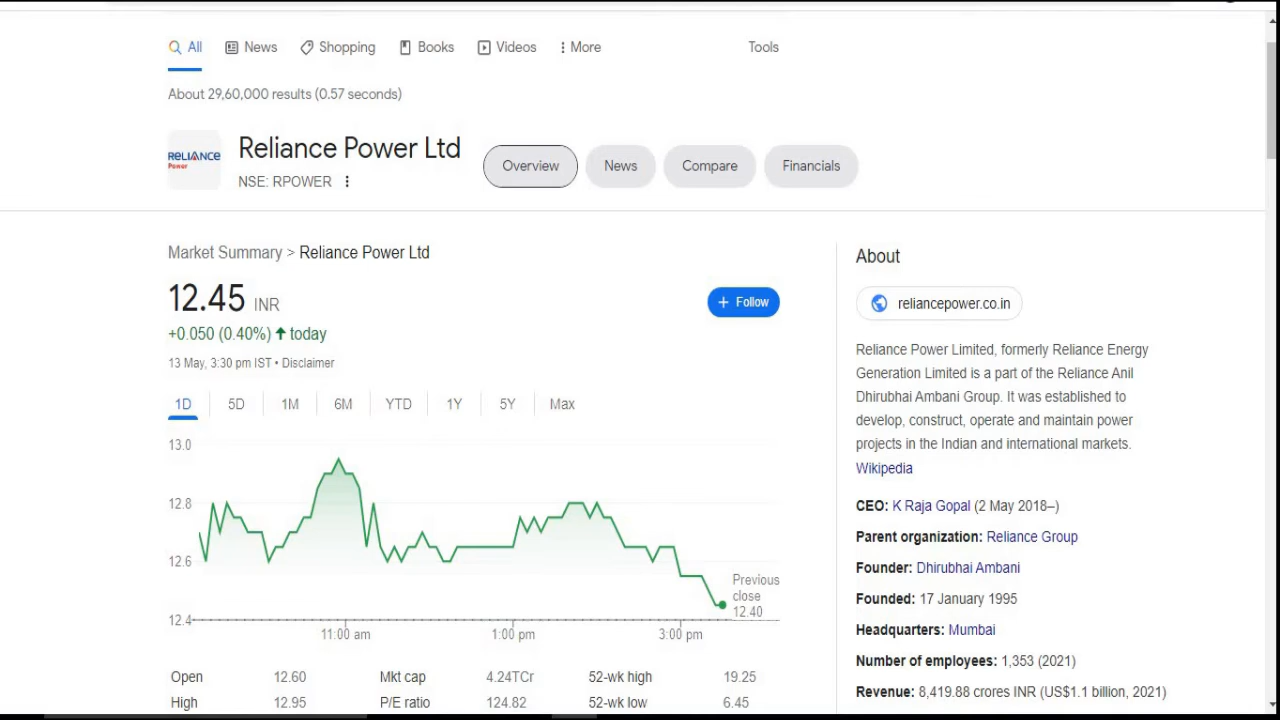 All News Shopping Books Videos More Tools
About 29,60,000 results (0.57 seconds)
RELIANCE
Power
Reliance Power Ltd
NSE: RPOWER
Overview News Compare Financials
Market Summary > Reliance Power Ltd
12.45 INR
+0.050 (0.40%) ↑ today
13 May, 3:30 pm IST • Disclaimer
+ Follow
1D 5D 1M 6M YTD 1Y 5Y Max
13.0
12.8
12.6
12.4
Previous
close
12.40
11:00 am 1:00 pm 3:00 pm
Open 12.60 Mkt cap 4.24TCr 52-wk high 19.25
High 12.95 P/E ratio 124.82 52-wk low 6.45
About
reliancepower.co.in
Reliance Power Limited, formerly Reliance Energy
Generation Limited is a part of the Reliance Anil
Dhirubhai Ambani Group. It was established to
develop, construct, operate and maintain power
projects in the Indian and international markets.
Wikipedia
CEO: K Raja Gopal (2 May 2018–)
Parent organization: Reliance Group
Founder: Dhirubhai Ambani
Founded: 17 January 1995
Headquarters: Mumbai
Number of employees: 1,353 (2021)
Revenue: 8,419.88 crores INR (US$1.1 billion, 2021)